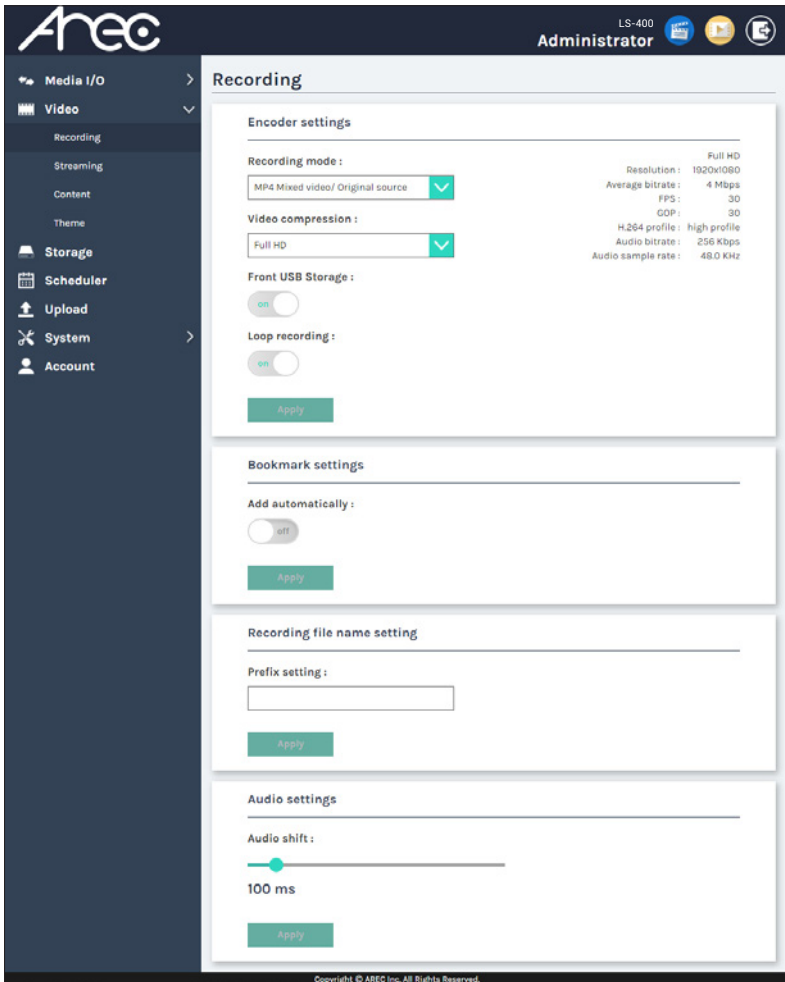 Arec
LS-400
Administrator
Media I/O
Video
Recording
Streaming
Content
Theme
Storage
Scheduler
Upload
System
Account
Recording
Encoder settings
Recording mode :
MP4 Mixed video/ Original source
Video compression :
Full HD
Front USB Storage :
on
Loop recording :
on
Apply
Full HD
Resolution : 1920x1080
Average bitrate : 4 Mbps
FPS : 30
GOP : 30
H.264 profile : high profile
Audio bitrate : 256 Kbps
Audio sample rate : 48.0 KHz
Bookmark settings
Add automatically :
off
Apply
Recording file name setting
Prefix setting :
Apply
Audio settings
Audio shift :
100 ms
Apply
Copyright © AREC Inc. All Rights Reserved.